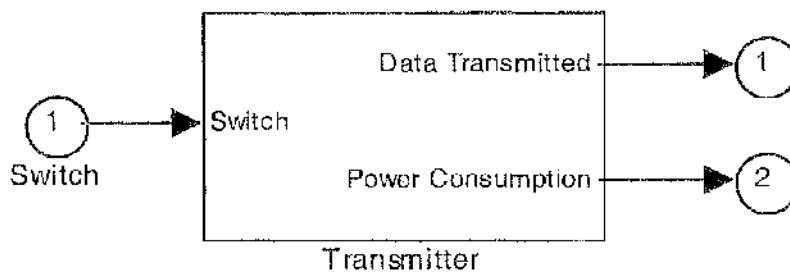 Data Transmitted
1
1
Switch
Switch
Power Consumption
2
Transmitter